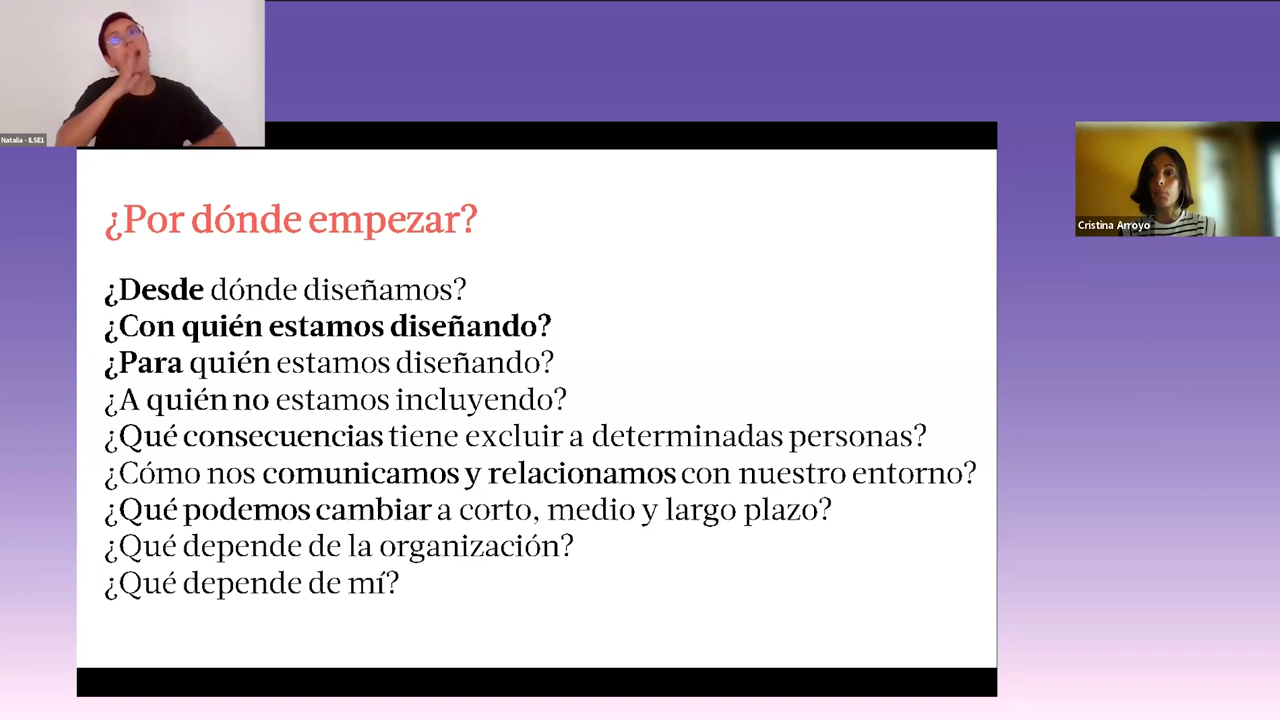 Natalia - ILSE1
Cristina Arroyo
¿Por dónde empezar?
¿Desde dónde diseñamos?
¿Con quién estamos diseñando?
¿Para quién estamos diseñando?
¿A quién no estamos incluyendo?
¿Qué consecuencias tiene excluir a determinadas personas?
¿Cómo nos comunicamos y relacionamos con nuestro entorno?
¿Qué podemos cambiar a corto, medio y largo plazo?
¿Qué depende de la organización?
¿Qué depende de mí?